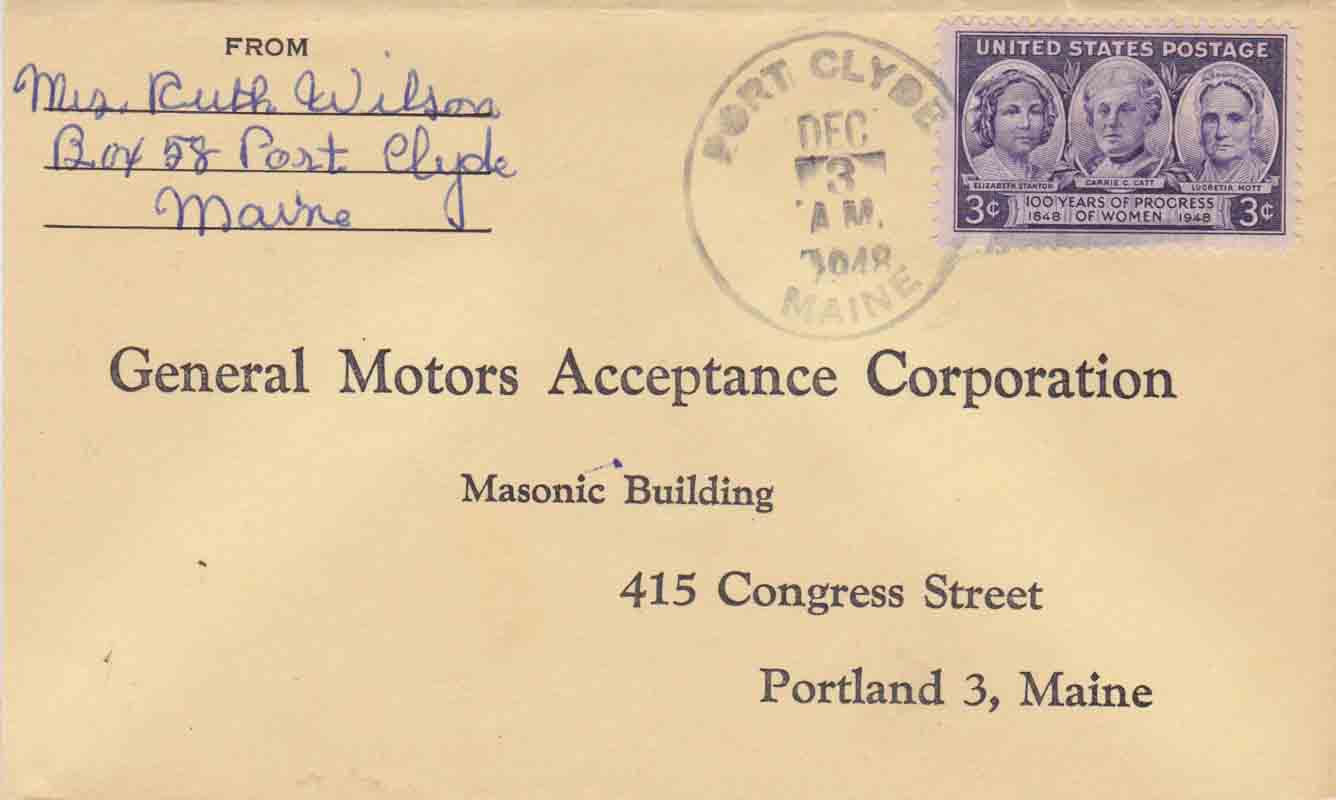 FROM
Mrs. Ruth Wilson
Box 58 Port Clyde
Maine
PORT CLYDE
DEC
3
A M.
1948
MAINE
UNITED STATES POSTAGE
ELIZABETH STANTON CARRIE C. CATT LUCRETIA MOTT
3¢ 100 YEARS OF PROGRESS 3¢
1848 OF WOMEN 1948
General Motors Acceptance Corporation
Masonic Building
415 Congress Street
Portland 3, Maine